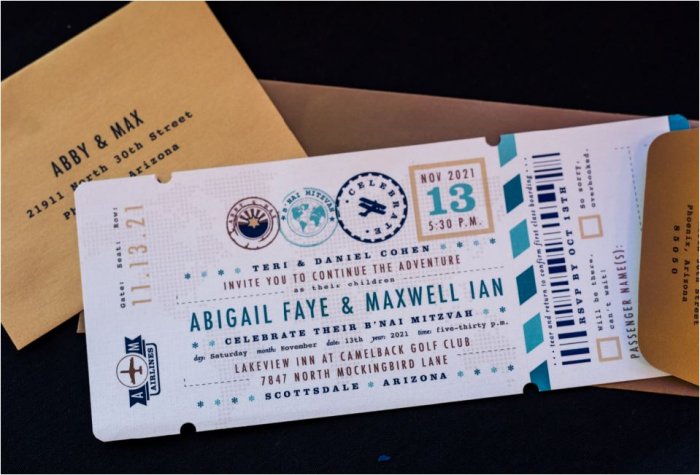 ABBY & MAX
21911 North 30th Street
Arizona
Gate: Seat: Row:
11.13.21
A M
AIRLINES
B'NAI MITZVAH
CELEBRATE
NOV 2021
13
5:30 P.M.
TERI & DANIEL COHEN
INVITE YOU TO CONTINUE THE ADVENTURE
as their children
ABIGAIL FAYE & MAXWELL IAN
CELEBRATE THEIR B'NAI MITZVAH
day: Saturday month: November date: 13th year: 2021 time: five-thirty p.m.
LAKEVIEW INN AT CAMELBACK GOLF CLUB
7847 NORTH MOCKINGBIRD LANE
SCOTTSDALE * ARIZONA
tear and return to confirm first class boarding
RSVP BY OCT 13TH
Will be there,
can't wait!
So sorry,
overbooked.
PASSENGER NAME(S):
Phoenix, Arizona
85050